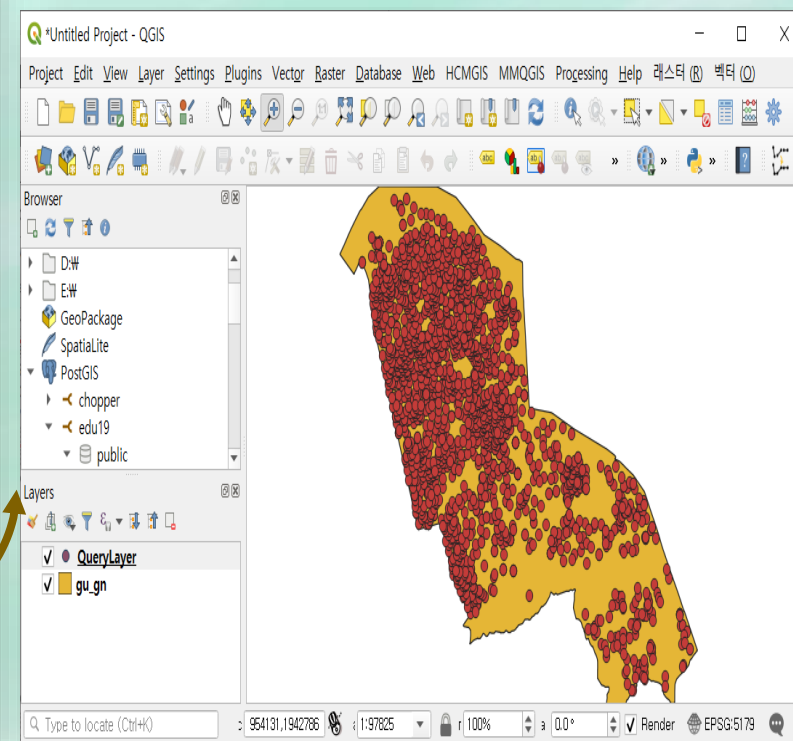 *Untitled Project - QGIS
Project Edit View Layer Settings Plugins Vector Raster Database Web HCMGIS MMQGIS Processing Help 래스터 (R) 벡터 (O)
abc abc
Browser
D:₩
E:₩
GeoPackage
SpatiaLite
PostGIS
chopper
edu19
public
Layers
QueryLayer
gu_gn
Type to locate (Ctrl+K) 954131,1942786 1:97825 r 100% 0.0 ° Render EPSG:5179